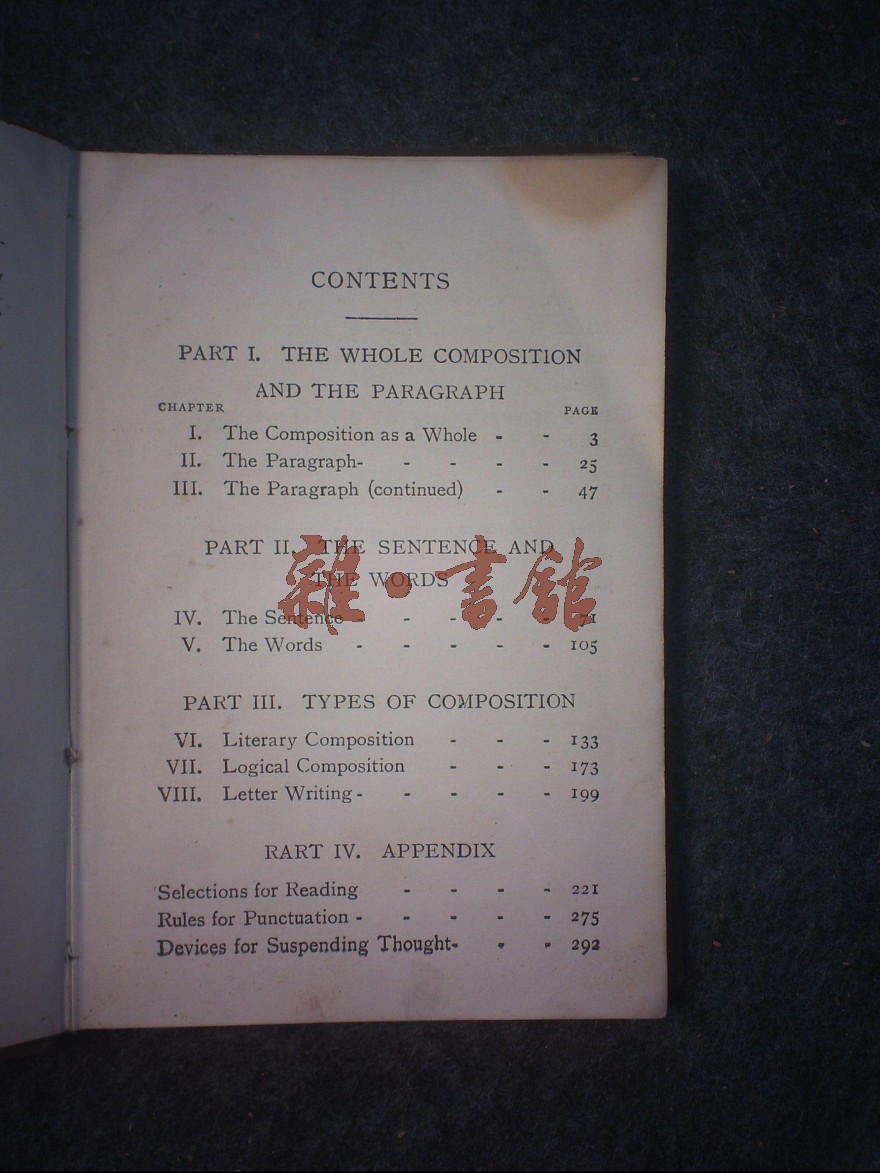 CONTENTS
PART I. THE WHOLE COMPOSITION
AND THE PARAGRAPH
CHAPTER PAGE
I. The Composition as a Whole - - 3
II. The Paragraph- - - - - 25
III. The Paragraph (continued) - - 47
PART II. THE SENTENCE AND
THE WORDS
雜·書館
IV. The Sentence - - - - - 71
V. The Words - - - - - 105
PART III. TYPES OF COMPOSITION
VI. Literary Composition - - - 133
VII. Logical Composition - - - 173
VIII. Letter Writing - - - - - 199
RART IV. APPENDIX
Selections for Reading - - - - 221
Rules for Punctuation - - - - - 275
Devices for Suspending Thought- - - 292